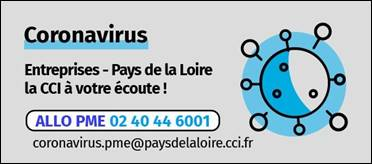 Coronavirus
Entreprises - Pays de la Loire
la CCI à votre écoute !
ALLO PME 02 40 44 6001
coronavirus.pme@paysdelaloire.cci.fr